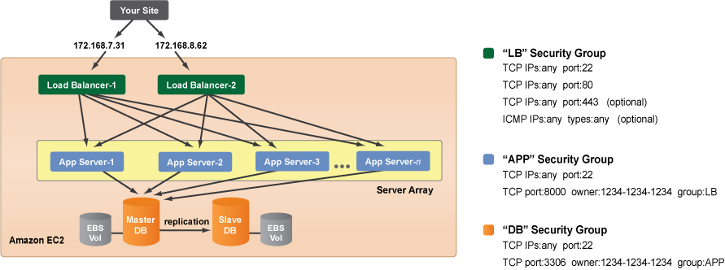 Your Site
172.168.7.31
172.168.8.62
Load Balancer-1
Load Balancer-2
App Server-1
App Server-2
App Server-3
App Server-n
Server Array
EBS
Vol
Master
DB
replication
Slave
DB
EBS
Vol
Amazon EC2
“LB” Security Group
TCP IPs:any port:22
TCP IPs:any port:80
TCP IPs:any port:443 (optional)
ICMP IPs:any types:any (optional)
“APP” Security Group
TCP IPs:any port:22
TCP port:8000 owner:1234-1234-1234 group:LB
“DB” Security Group
TCP IPs:any port:22
TCP port:3306 owner:1234-1234-1234 group:APP